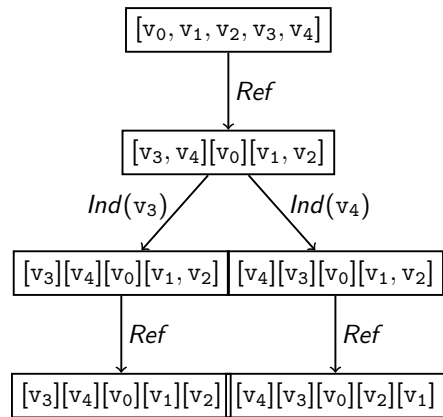 [v₀, v₁, v₂, v₃, v₄]
Ref
[v₃, v₄][v₀][v₁, v₂]
Ind(v₃) Ind(v₄)
[v₃][v₄][v₀][v₁, v₂] [v₄][v₃][v₀][v₁, v₂]
Ref Ref
[v₃][v₄][v₀][v₁][v₂] [v₄][v₃][v₀][v₂][v₁]